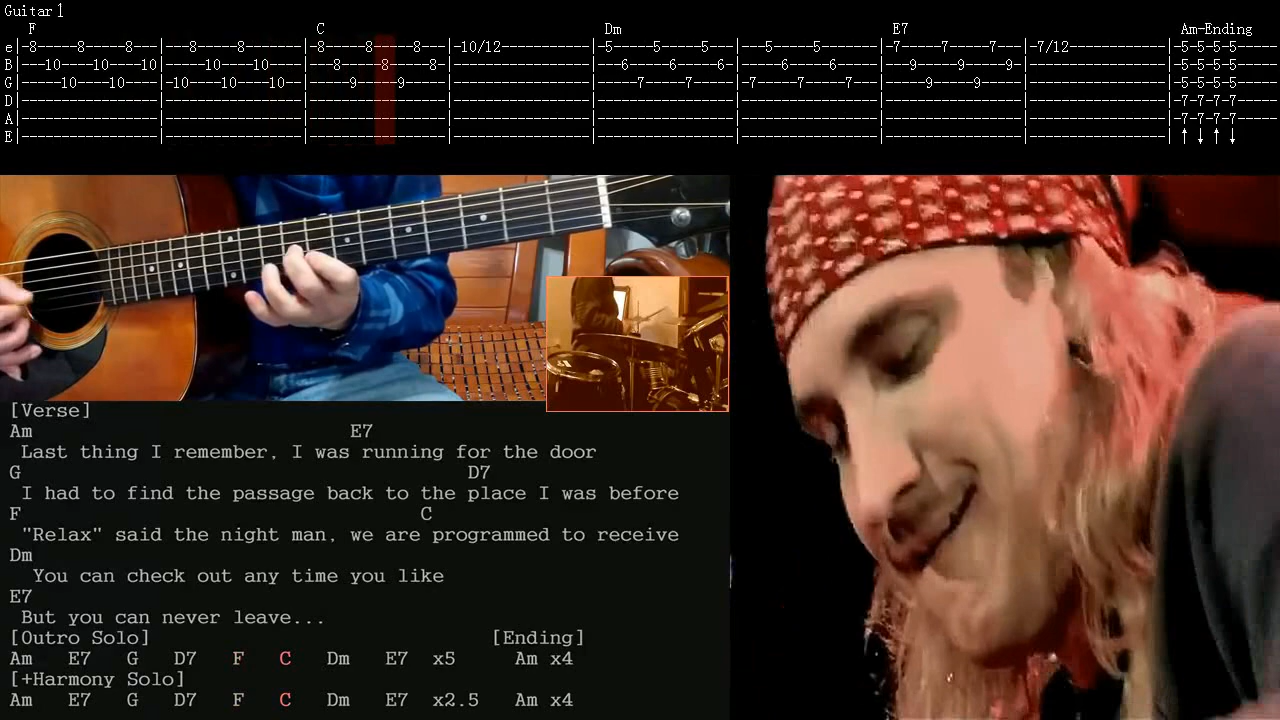 Guitar 1
F C Dm E7 Am-Ending
e|-8-----8-----8---|---8-----8-------|-8-----8-----8---|-10/12-----------|-5-----5-----5---|---5-----5-------|-7-----7-----7---|-7/12------------|-5-5-5-5-----
B|---10----10----10|-----10----10----|---8-----8-----8-|-----------------|---6-----6-----6-|-----6-----6-----|---9-----9-----9-|-----------------|-5-5-5-5-----
G|-----10----10----|-10----10----10--|-----9-----9-----|-----------------|-----7-----7-----|-7-----7-----7---|-----9-----9-----|-----------------|-5-5-5-5-----
D|-----------------|-----------------|-----------------|-----------------|-----------------|-----------------|-----------------|-----------------|-7-7-7-7-----
A|-----------------|-----------------|-----------------|-----------------|-----------------|-----------------|-----------------|-----------------|-7-7-7-7-----
E|-----------------|-----------------|-----------------|-----------------|-----------------|-----------------|-----------------|-----------------|-↑-↓-↑-↓-----
[Verse]
Am E7
Last thing I remember, I was running for the door
G D7
I had to find the passage back to the place I was before
F C
"Relax" said the night man, we are programmed to receive
Dm
You can check out any time you like
E7
But you can never leave...
[Outro Solo] [Ending]
Am E7 G D7 F C Dm E7 x5 Am x4
[+Harmony Solo]
Am E7 G D7 F C Dm E7 x2.5 Am x4